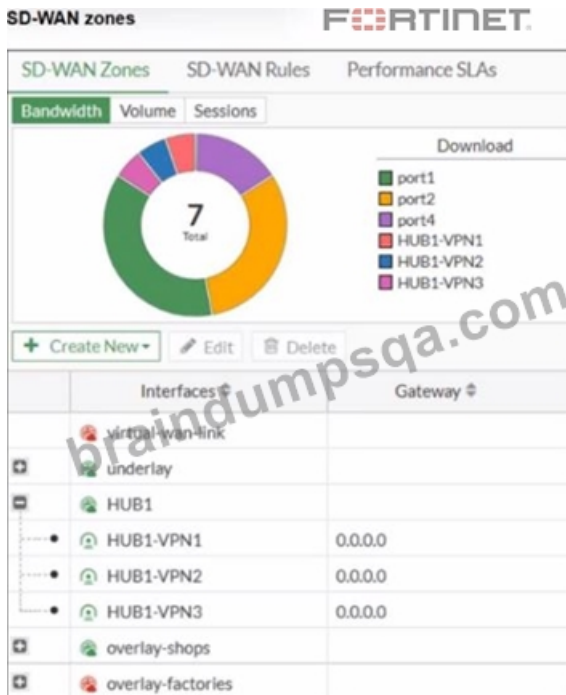 SD-WAN zones
FORTINET
SD-WAN Zones SD-WAN Rules Performance SLAs
Bandwidth Volume Sessions
Download
7
Total
port1
port2
port4
HUB1-VPN1
HUB1-VPN2
HUB1-VPN3
braindumpsqa.com
+ Create New Edit Delete
Interfaces Gateway
virtual-wan-link
underlay
HUB1
HUB1-VPN1 0.0.0.0
HUB1-VPN2 0.0.0.0
HUB1-VPN3 0.0.0.0
overlay-shops
overlay-factories